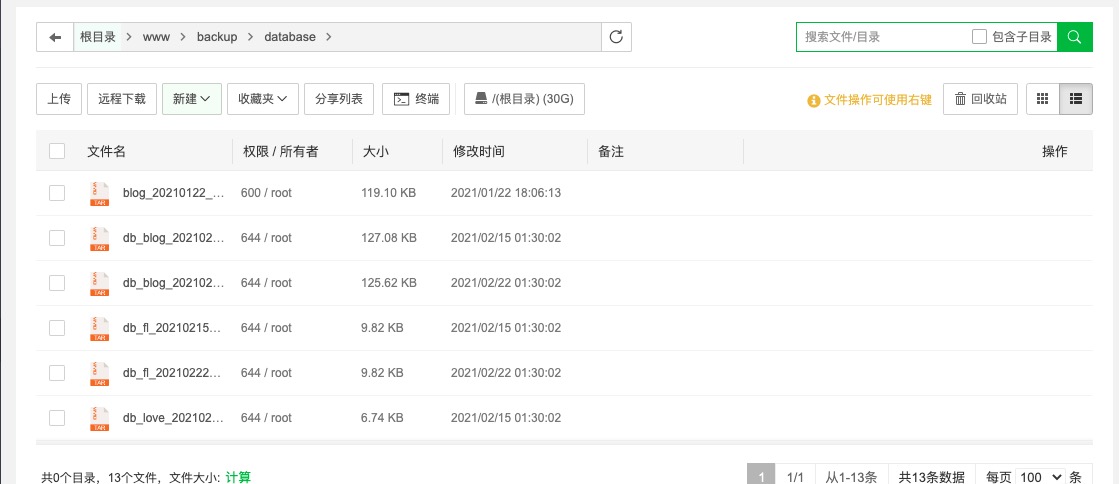 根目录 www backup database
搜索文件/目录 包含子目录
上传 远程下载 新建 收藏夹 分享列表 终端 /(根目录) (30G) 文件操作可使用右键 回收站
文件名 权限 / 所有者 大小 修改时间 备注 操作
TAR blog_20210122_... 600 / root 119.10 KB 2021/01/22 18:06:13
TAR db_blog_202102... 644 / root 127.08 KB 2021/02/15 01:30:02
TAR db_blog_202102... 644 / root 125.62 KB 2021/02/22 01:30:02
TAR db_fl_20210215... 644 / root 9.82 KB 2021/02/15 01:30:02
TAR db_fl_20210222... 644 / root 9.82 KB 2021/02/22 01:30:02
TAR db_love_202102... 644 / root 6.74 KB 2021/02/15 01:30:02
共0个目录，13个文件，文件大小: 计算 1 1/1 从1-13条 共13条数据 每页 100 条